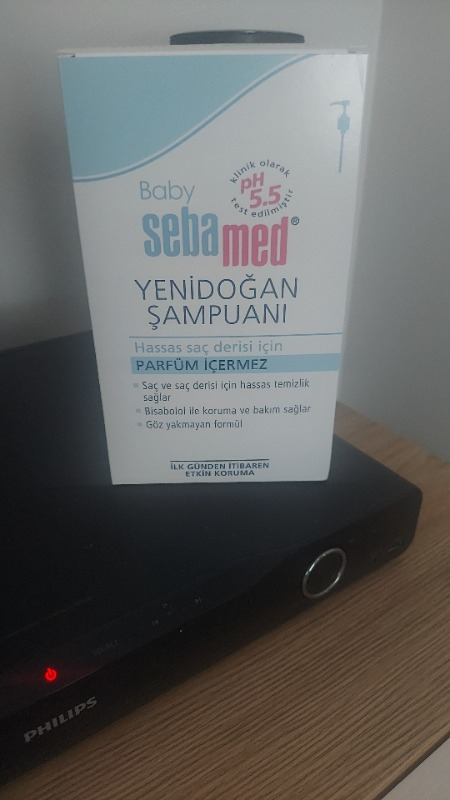 klinik olarak
pH
5.5
test edilmiştir
Baby
sebamed®
YENİDOĞAN
ŞAMPUANI
Hassas saç derisi için
PARFÜM İÇERMEZ
Saç ve saç derisi için hassas temizlik
sağlar
Bisabolol ile koruma ve bakım sağlar
Göz yakmayan formül
İLK GÜNDEN İTİBAREN
ETKİN KORUMA
PHILIPS